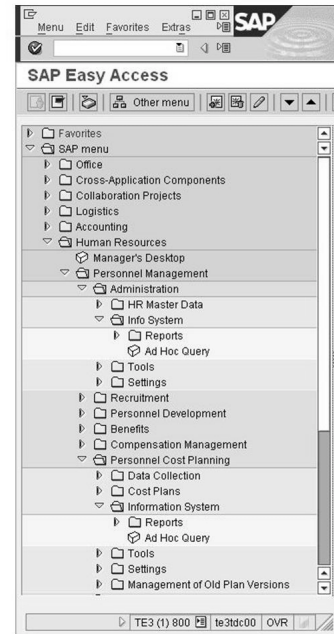 Menu Edit Favorites Extras
SAP
SAP Easy Access
Other menu
Favorites
SAP menu
Office
Cross-Application Components
Collaboration Projects
Logistics
Accounting
Human Resources
Manager's Desktop
Personnel Management
Administration
HR Master Data
Info System
Reports
Ad Hoc Query
Tools
Settings
Recruitment
Personnel Development
Benefits
Compensation Management
Personnel Cost Planning
Data Collection
Cost Plans
Information System
Reports
Ad Hoc Query
Tools
Settings
Management of Old Plan Versions
TE3 (1) 800 te3tdc00 OVR